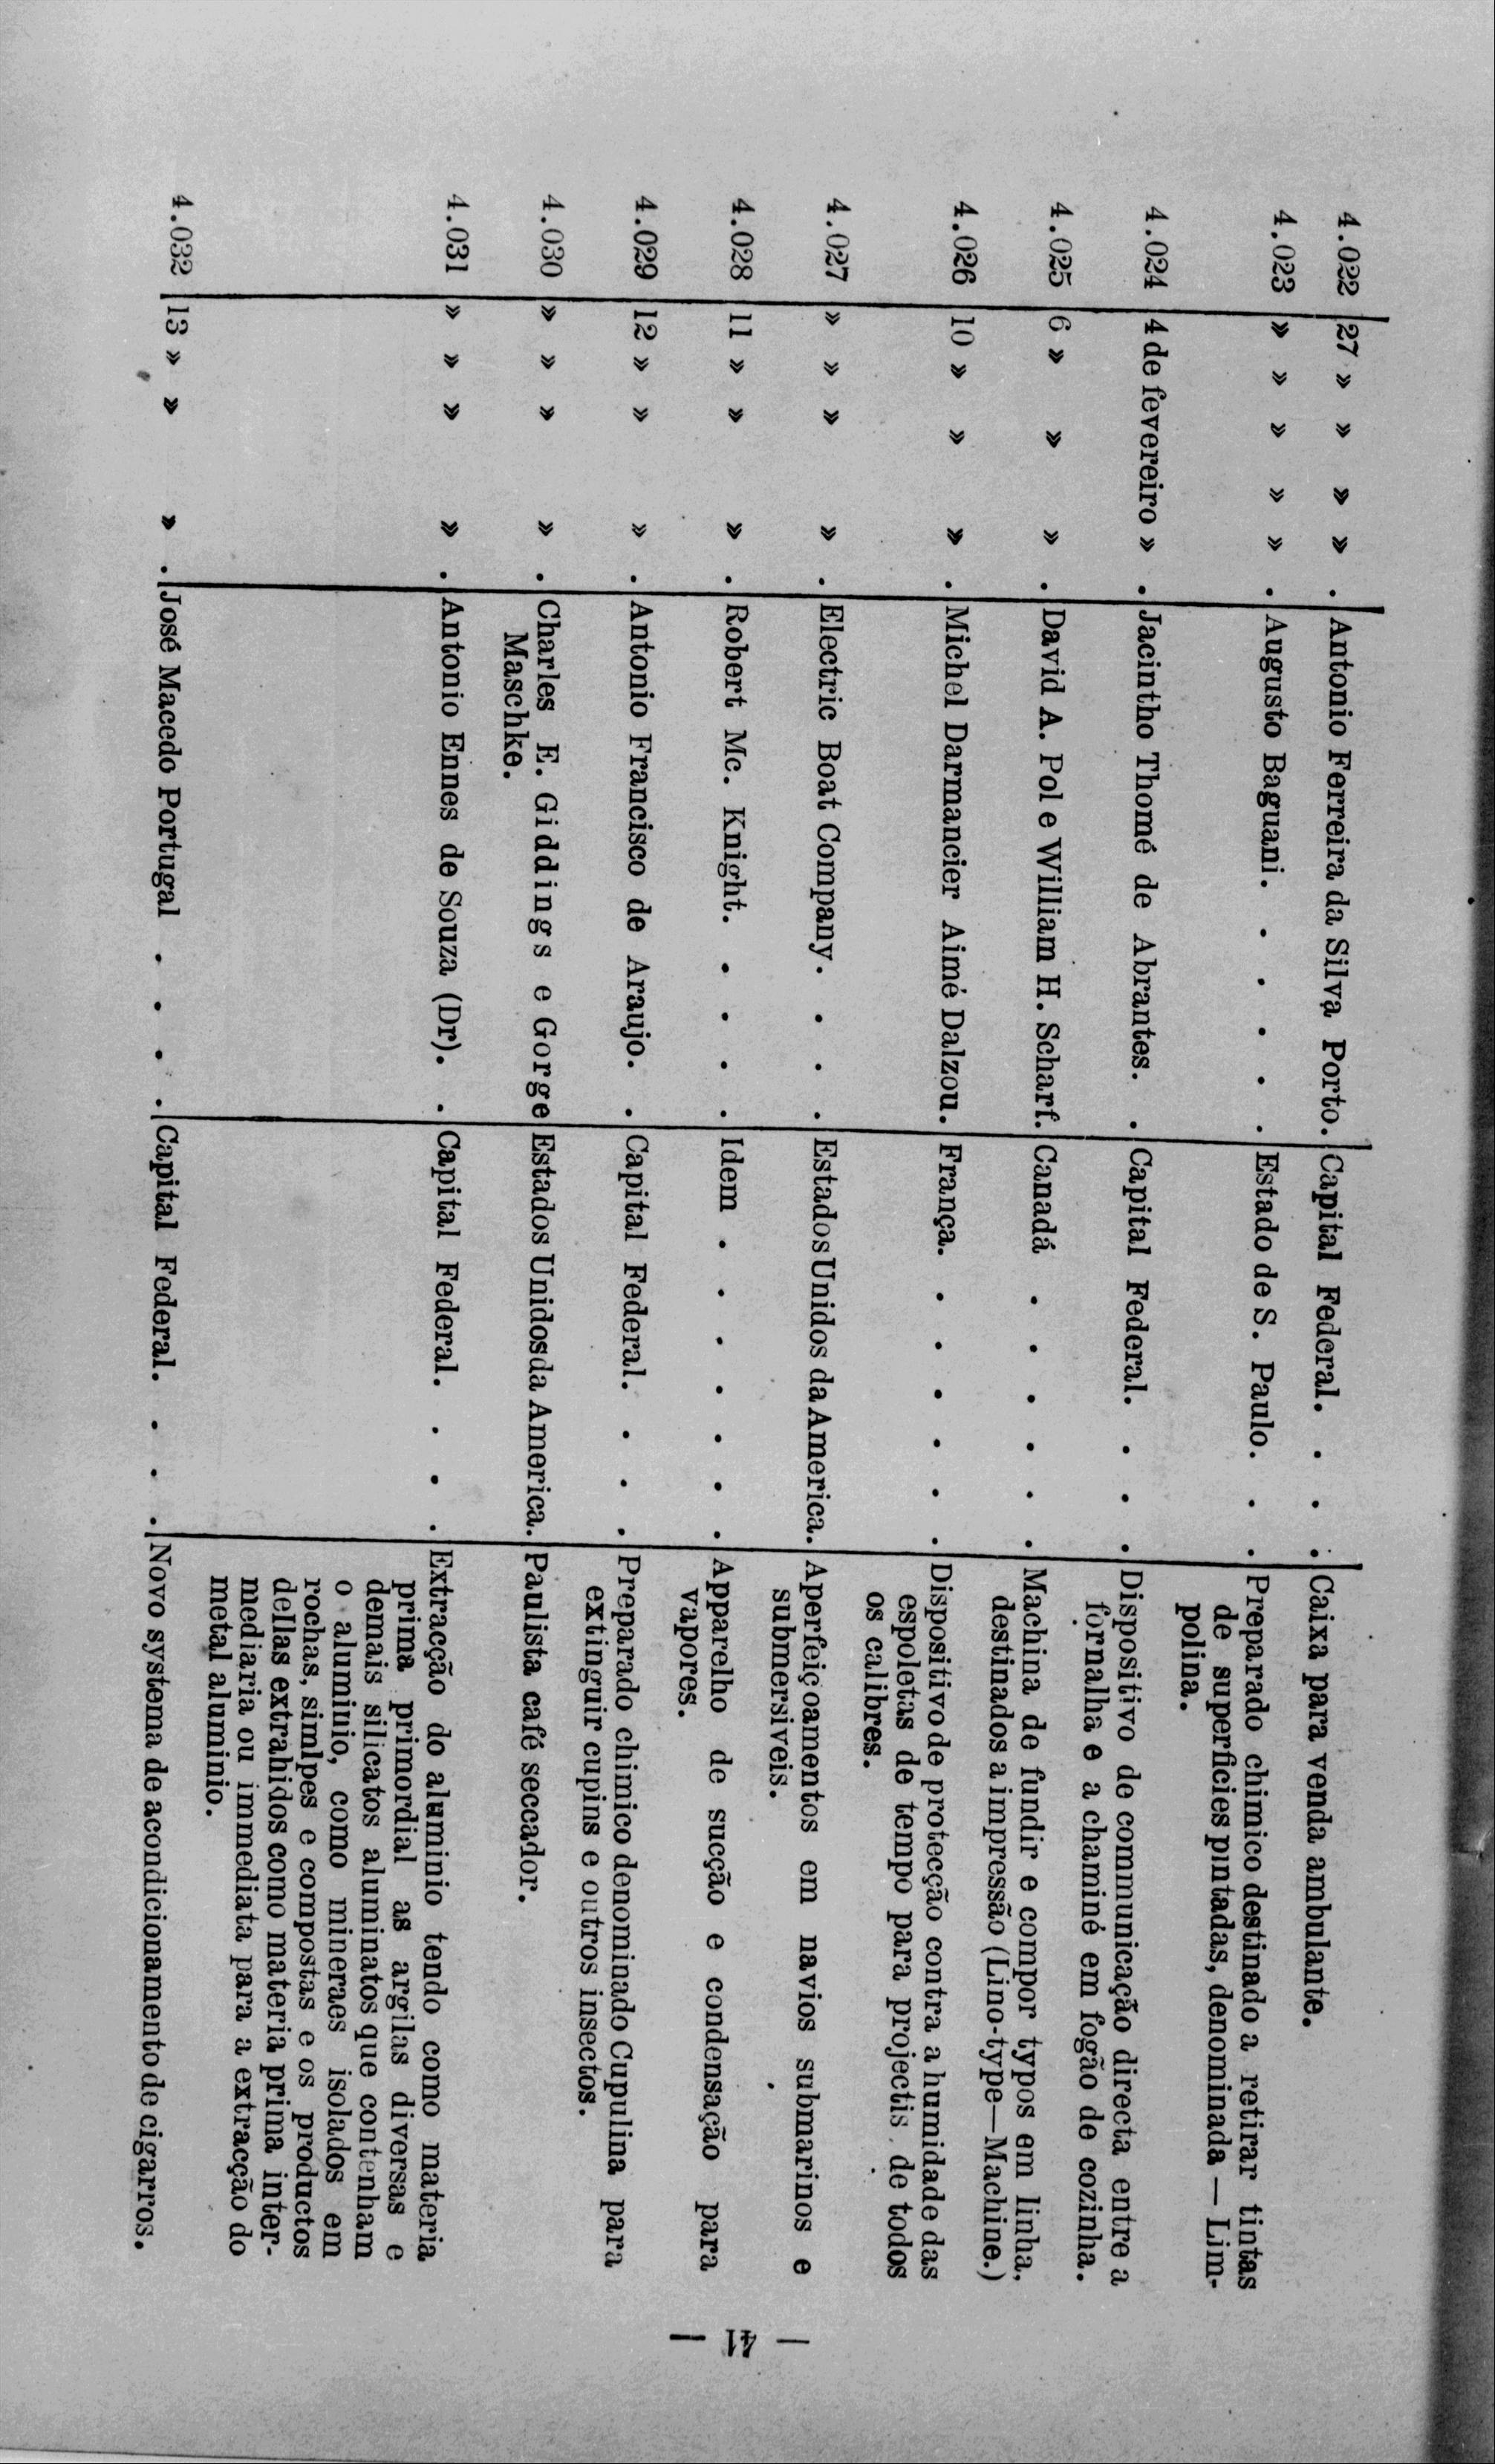 4.022 27 » » » » . Antonio Ferreira da Silva Porto. Capital Federal. . . . Caixa para venda ambulante.
4.023 » » » » » . Augusto Baguani. . . . . . Estado de S. Paulo. . . Preparado chimico destinado a retirar tintas
de superficies pintadas, denominada — Lim-
polina.
4.024 4 de fevereiro » . Jacintho Thomé de Abrantes. . Capital Federal. . . . Dispositivo de communicação directa entre a
fornalha e a chaminé em fogão de cozinha.
4.025 6 » » » . David A. Pol e William H. Scharf. Canadá . . . . . . Machina de fundir e compor typos em linha,
destinados a impressão (Lino-type—Machine.)
4.026 10 » » » . Michel Darmancier Aimé Dalzou. França. . . . . . . Dispositivo de protecção contra a humidade das
espoletas de tempo para projectis de todos
os calibres.
4.027 » » » » . Electric Boat Company. . . . Estados Unidos da America. Aperfeiçoamentos em navios submarinos e
submersiveis.
4.028 11 » » » . Robert Mc. Knight. . . . . Idem . . . . . . . Apparelho de sucção e condensação para
vapores.
4.029 12 » » » . Antonio Francisco de Araujo. . Capital Federal. . . . Preparado chimico denominado Cupulina para
extinguir cupins e outros insectos.
4.030 » » » » . Charles E. Giddings e Gorge Estados Unidos da America. Paulista café seccador.
Maschke.
4.031 » » » » . Antonio Ennes de Souza (Dr). . Capital Federal. . . . Extracção do aluminio tendo como materia
prima primordial as argilas diversas e
demais silicatos aluminatos que contenham
o aluminio, como mineraes isolados em
rochas, simlpes e compostas e os productos
dellas extrahidos como materia prima inter-
mediaria ou immediata para a extracção do
metal aluminio.
4.032 13 » » » . José Macedo Portugal . . . . Capital Federal. . . . Novo systema de acondicionamento de cigarros.
— 41 —